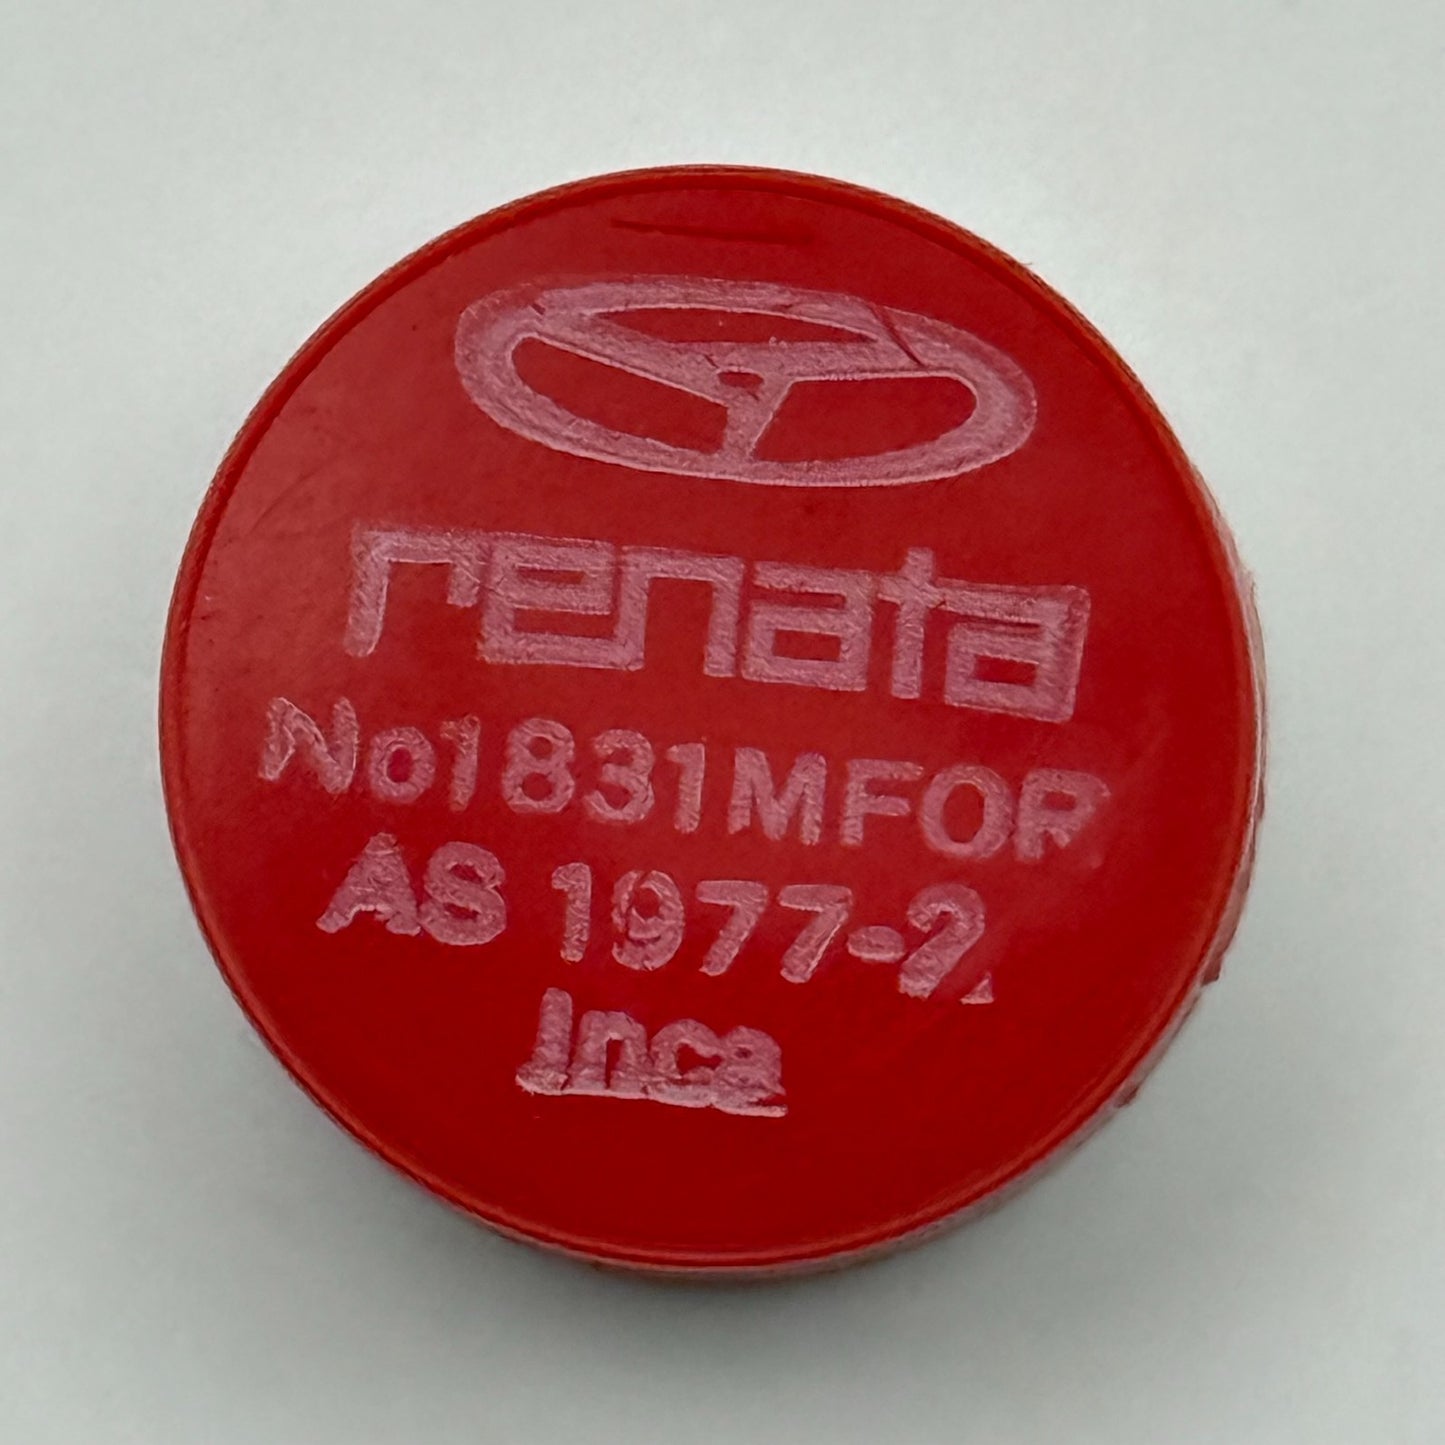 renata
No1831MFOR
AS 1977-2
Inca